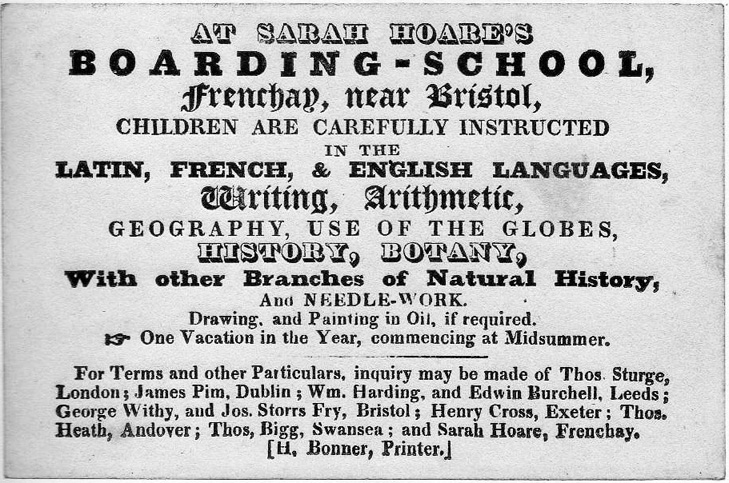 AT SARAH HOARE'S
BOARDING-SCHOOL,
Frenchay, near Bristol,
CHILDREN ARE CAREFULLY INSTRUCTED
IN THE
LATIN, FRENCH, & ENGLISH LANGUAGES,
Writing, Arithmetic,
GEOGRAPHY, USE OF THE GLOBES,
HISTORY, BOTANY,
With other Branches of Natural History,
And NEEDLE-WORK.
Drawing, and Painting in Oil, if required.
☞ One Vacation in the Year, commencing at Midsummer.
For Terms and other Particulars, inquiry may be made of Thos. Sturge,
London; James Pim, Dublin; Wm. Harding, and Edwin Burchell, Leeds;
George Withy, and Jos. Storrs Fry, Bristol; Henry Cross, Exeter; Thos.
Heath, Andover; Thos, Bigg, Swansea; and Sarah Hoare, Frenchay.
[H. Bonner, Printer.]